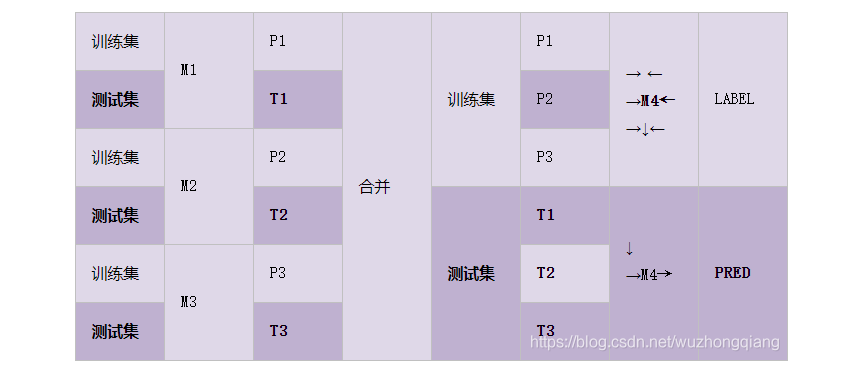 训练集 M1 P1 合并 训练集 P1 → ← LABEL
测试集 T1 P2 →M4←
训练集 M2 P2 P3 →↓←
测试集 T2 测试集 T1 ↓ PRED
训练集 M3 P3 T2 →M4→
测试集 T3 T3
https://blog.csdn.net/wuzhongqiang